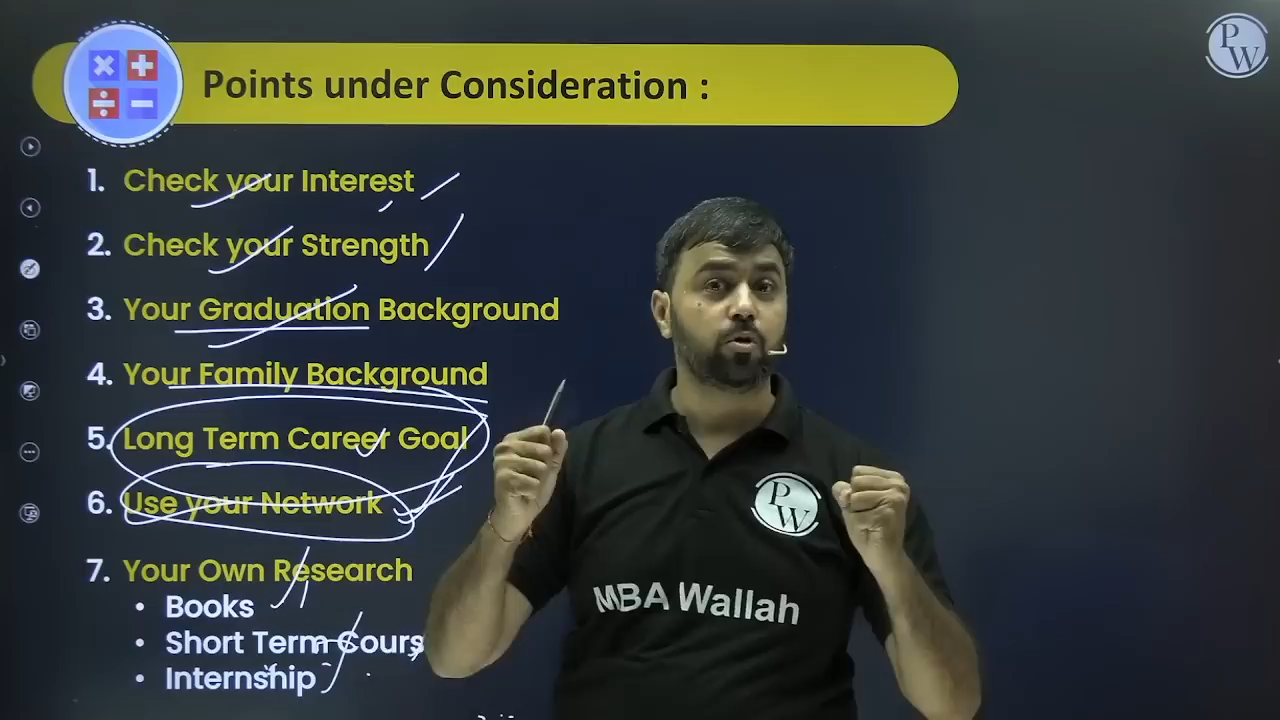 Points under Consideration :
PW
1. Check your Interest
2. Check your Strength
3. Your Graduation Background
4. Your Family Background
5. Long Term Career Goal
6. Use your Network
7. Your Own Research
• Books
• Short Term Cours
• Internship
PW
MBA Wallah